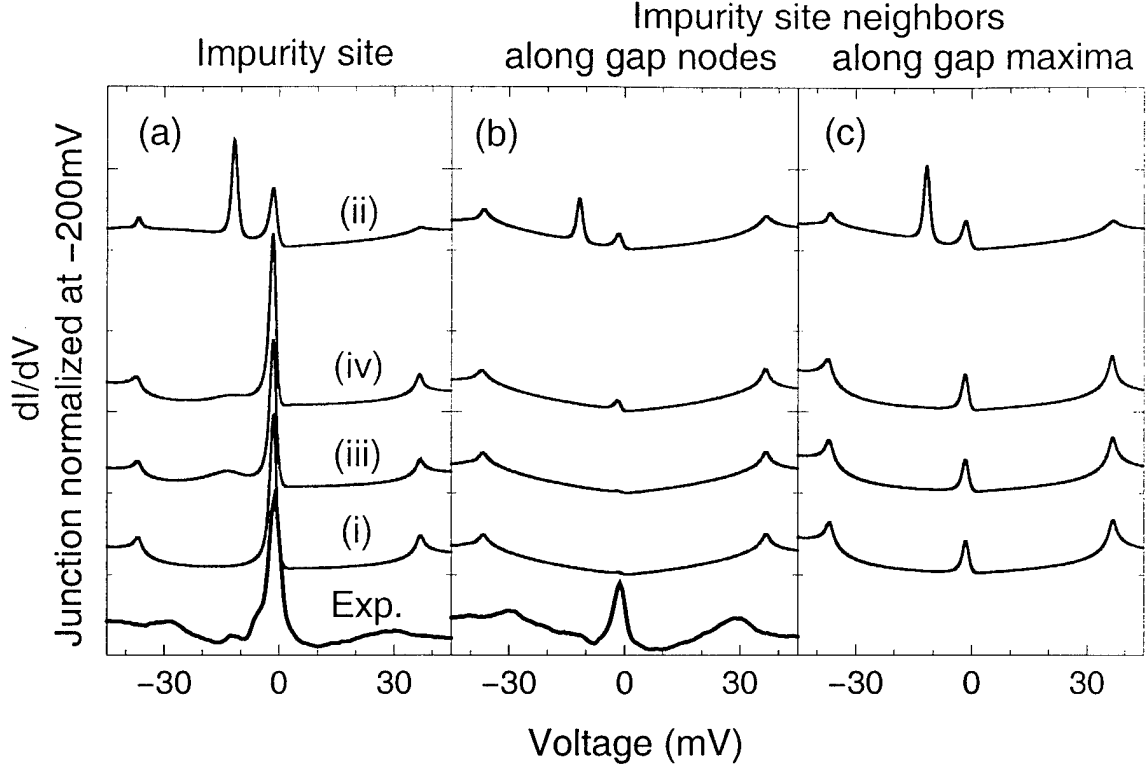 Impurity site neighbors
Impurity site
along gap nodes
along gap maxima
(a)
(b)
(c)
(ii)
(iv)
(iii)
(i)
Exp.
dI/dV
Junction normalized at −200mV
−30 0 30
−30 0 30
−30 0 30
Voltage (mV)